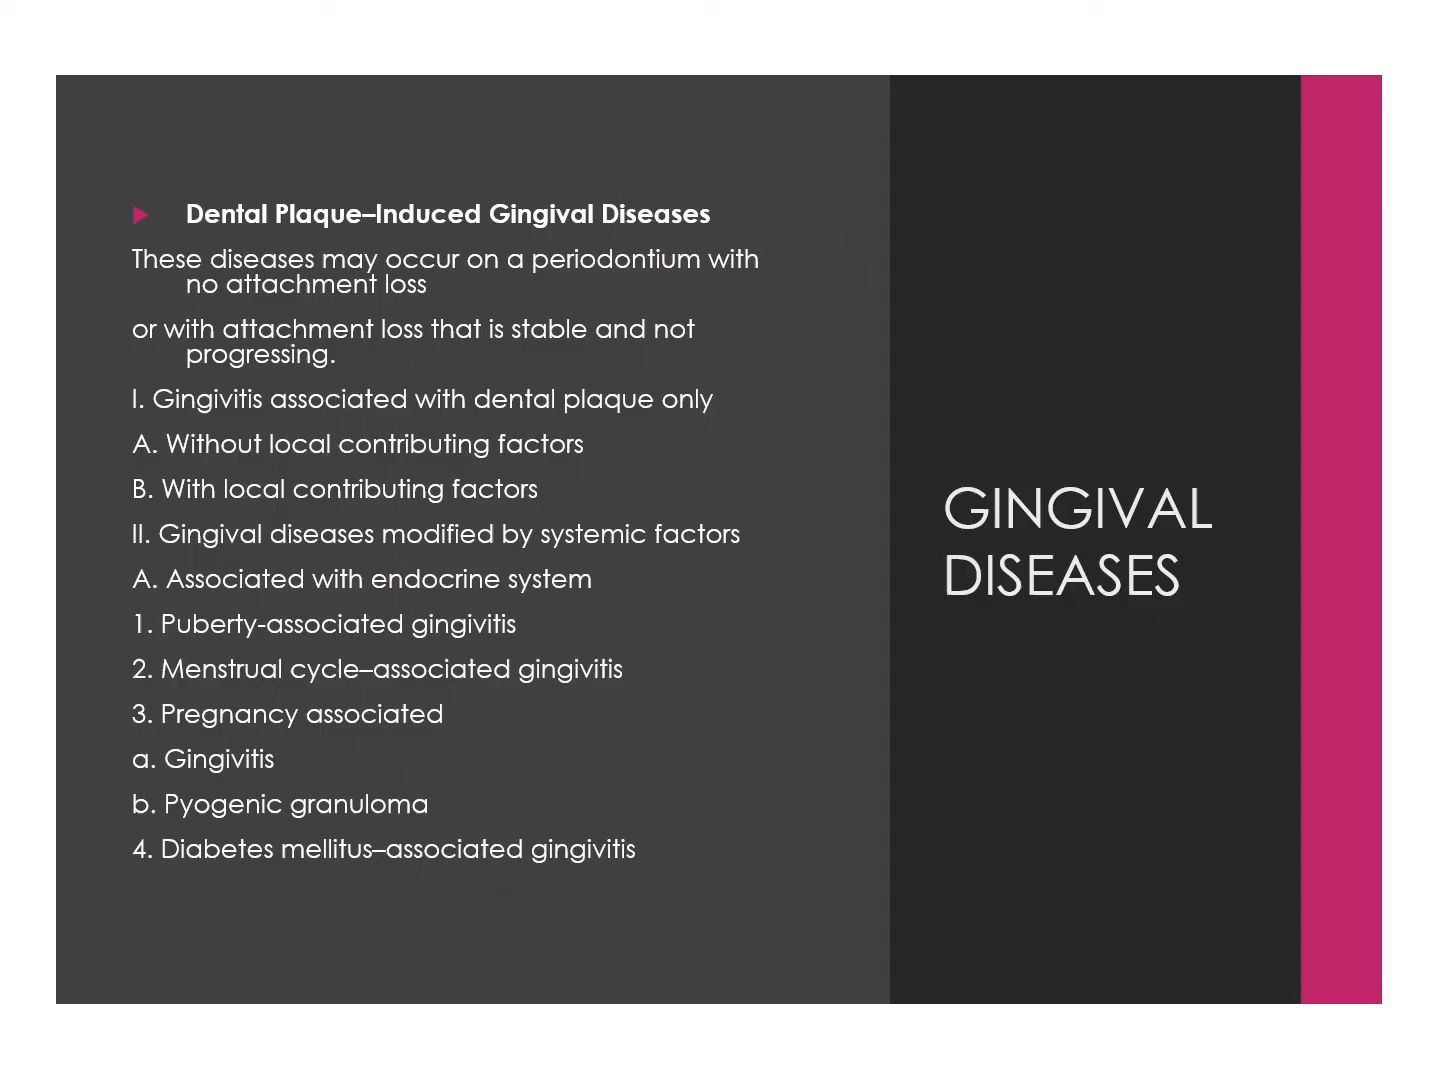 Dental Plaque–Induced Gingival Diseases
These diseases may occur on a periodontium with
no attachment loss
or with attachment loss that is stable and not
progressing.
I. Gingivitis associated with dental plaque only
A. Without local contributing factors
B. With local contributing factors
II. Gingival diseases modified by systemic factors
A. Associated with endocrine system
1. Puberty-associated gingivitis
2. Menstrual cycle–associated gingivitis
3. Pregnancy associated
a. Gingivitis
b. Pyogenic granuloma
4. Diabetes mellitus–associated gingivitis
GINGIVAL
DISEASES